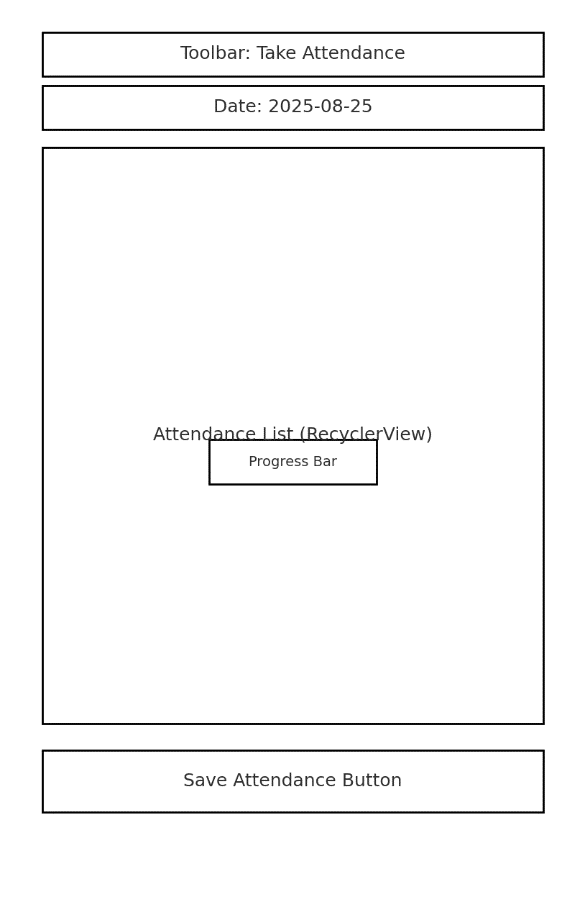 Toolbar: Take Attendance
Date: 2025-08-25
Attendance List (RecyclerView)
Progress Bar
Save Attendance Button